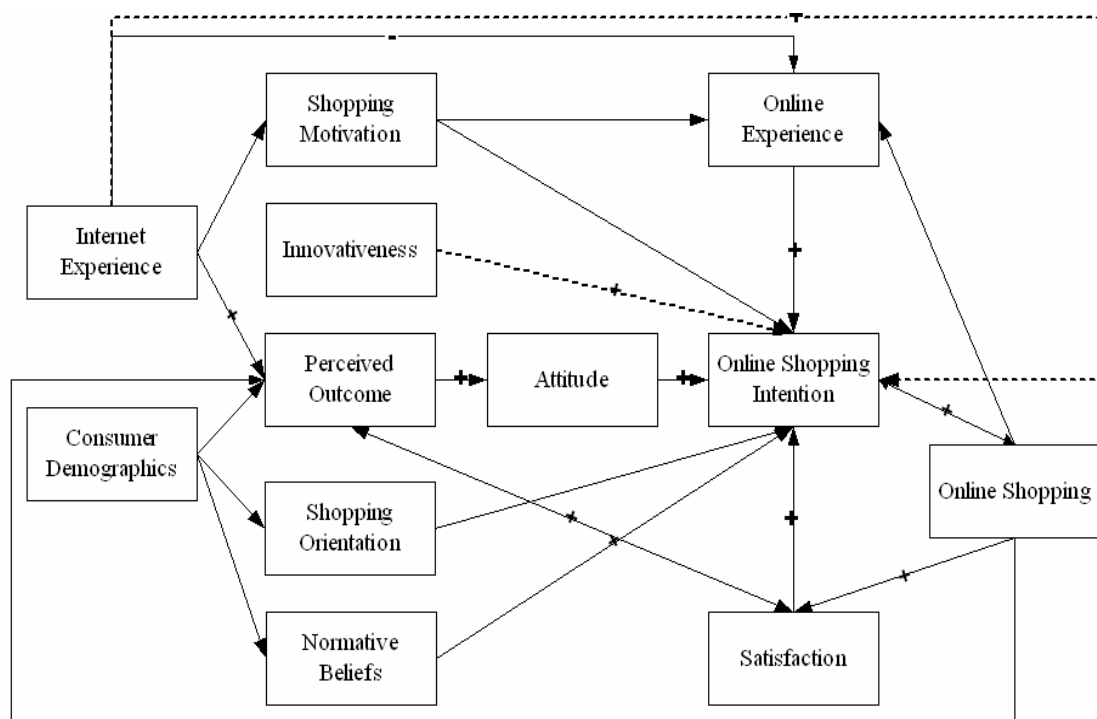 +
-
Shopping
Motivation
Online
Experience
Internet
Experience
Innovativeness
+
+
+
Perceived
Outcome
+
Attitude
+
Online Shopping
Intention
+
Consumer
Demographics
Online Shopping
Shopping
Orientation
+
+
+
+
Normative
Beliefs
Satisfaction